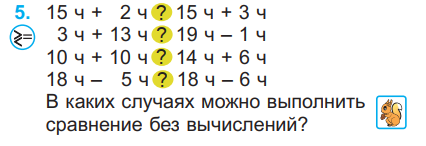 5. 15 ч + 2 ч ? 15 ч + 3 ч
⋛ 3 ч + 13 ч ? 19 ч – 1 ч
10 ч + 10 ч ? 14 ч + 6 ч
18 ч – 5 ч ? 18 ч – 6 ч
В каких случаях можно выполнить
сравнение без вычислений?